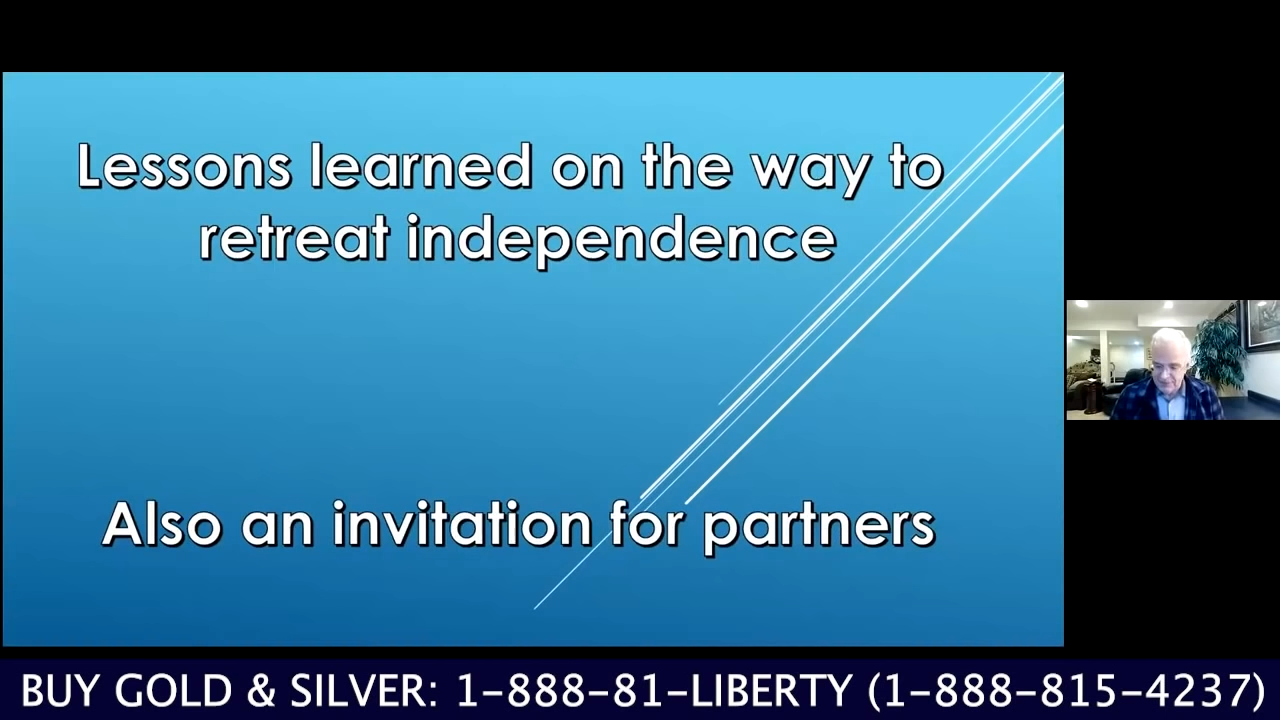 Lessons learned on the way to
retreat independence
Also an invitation for partners
BUY GOLD & SILVER: 1-888-81-LIBERTY (1-888-815-4237)